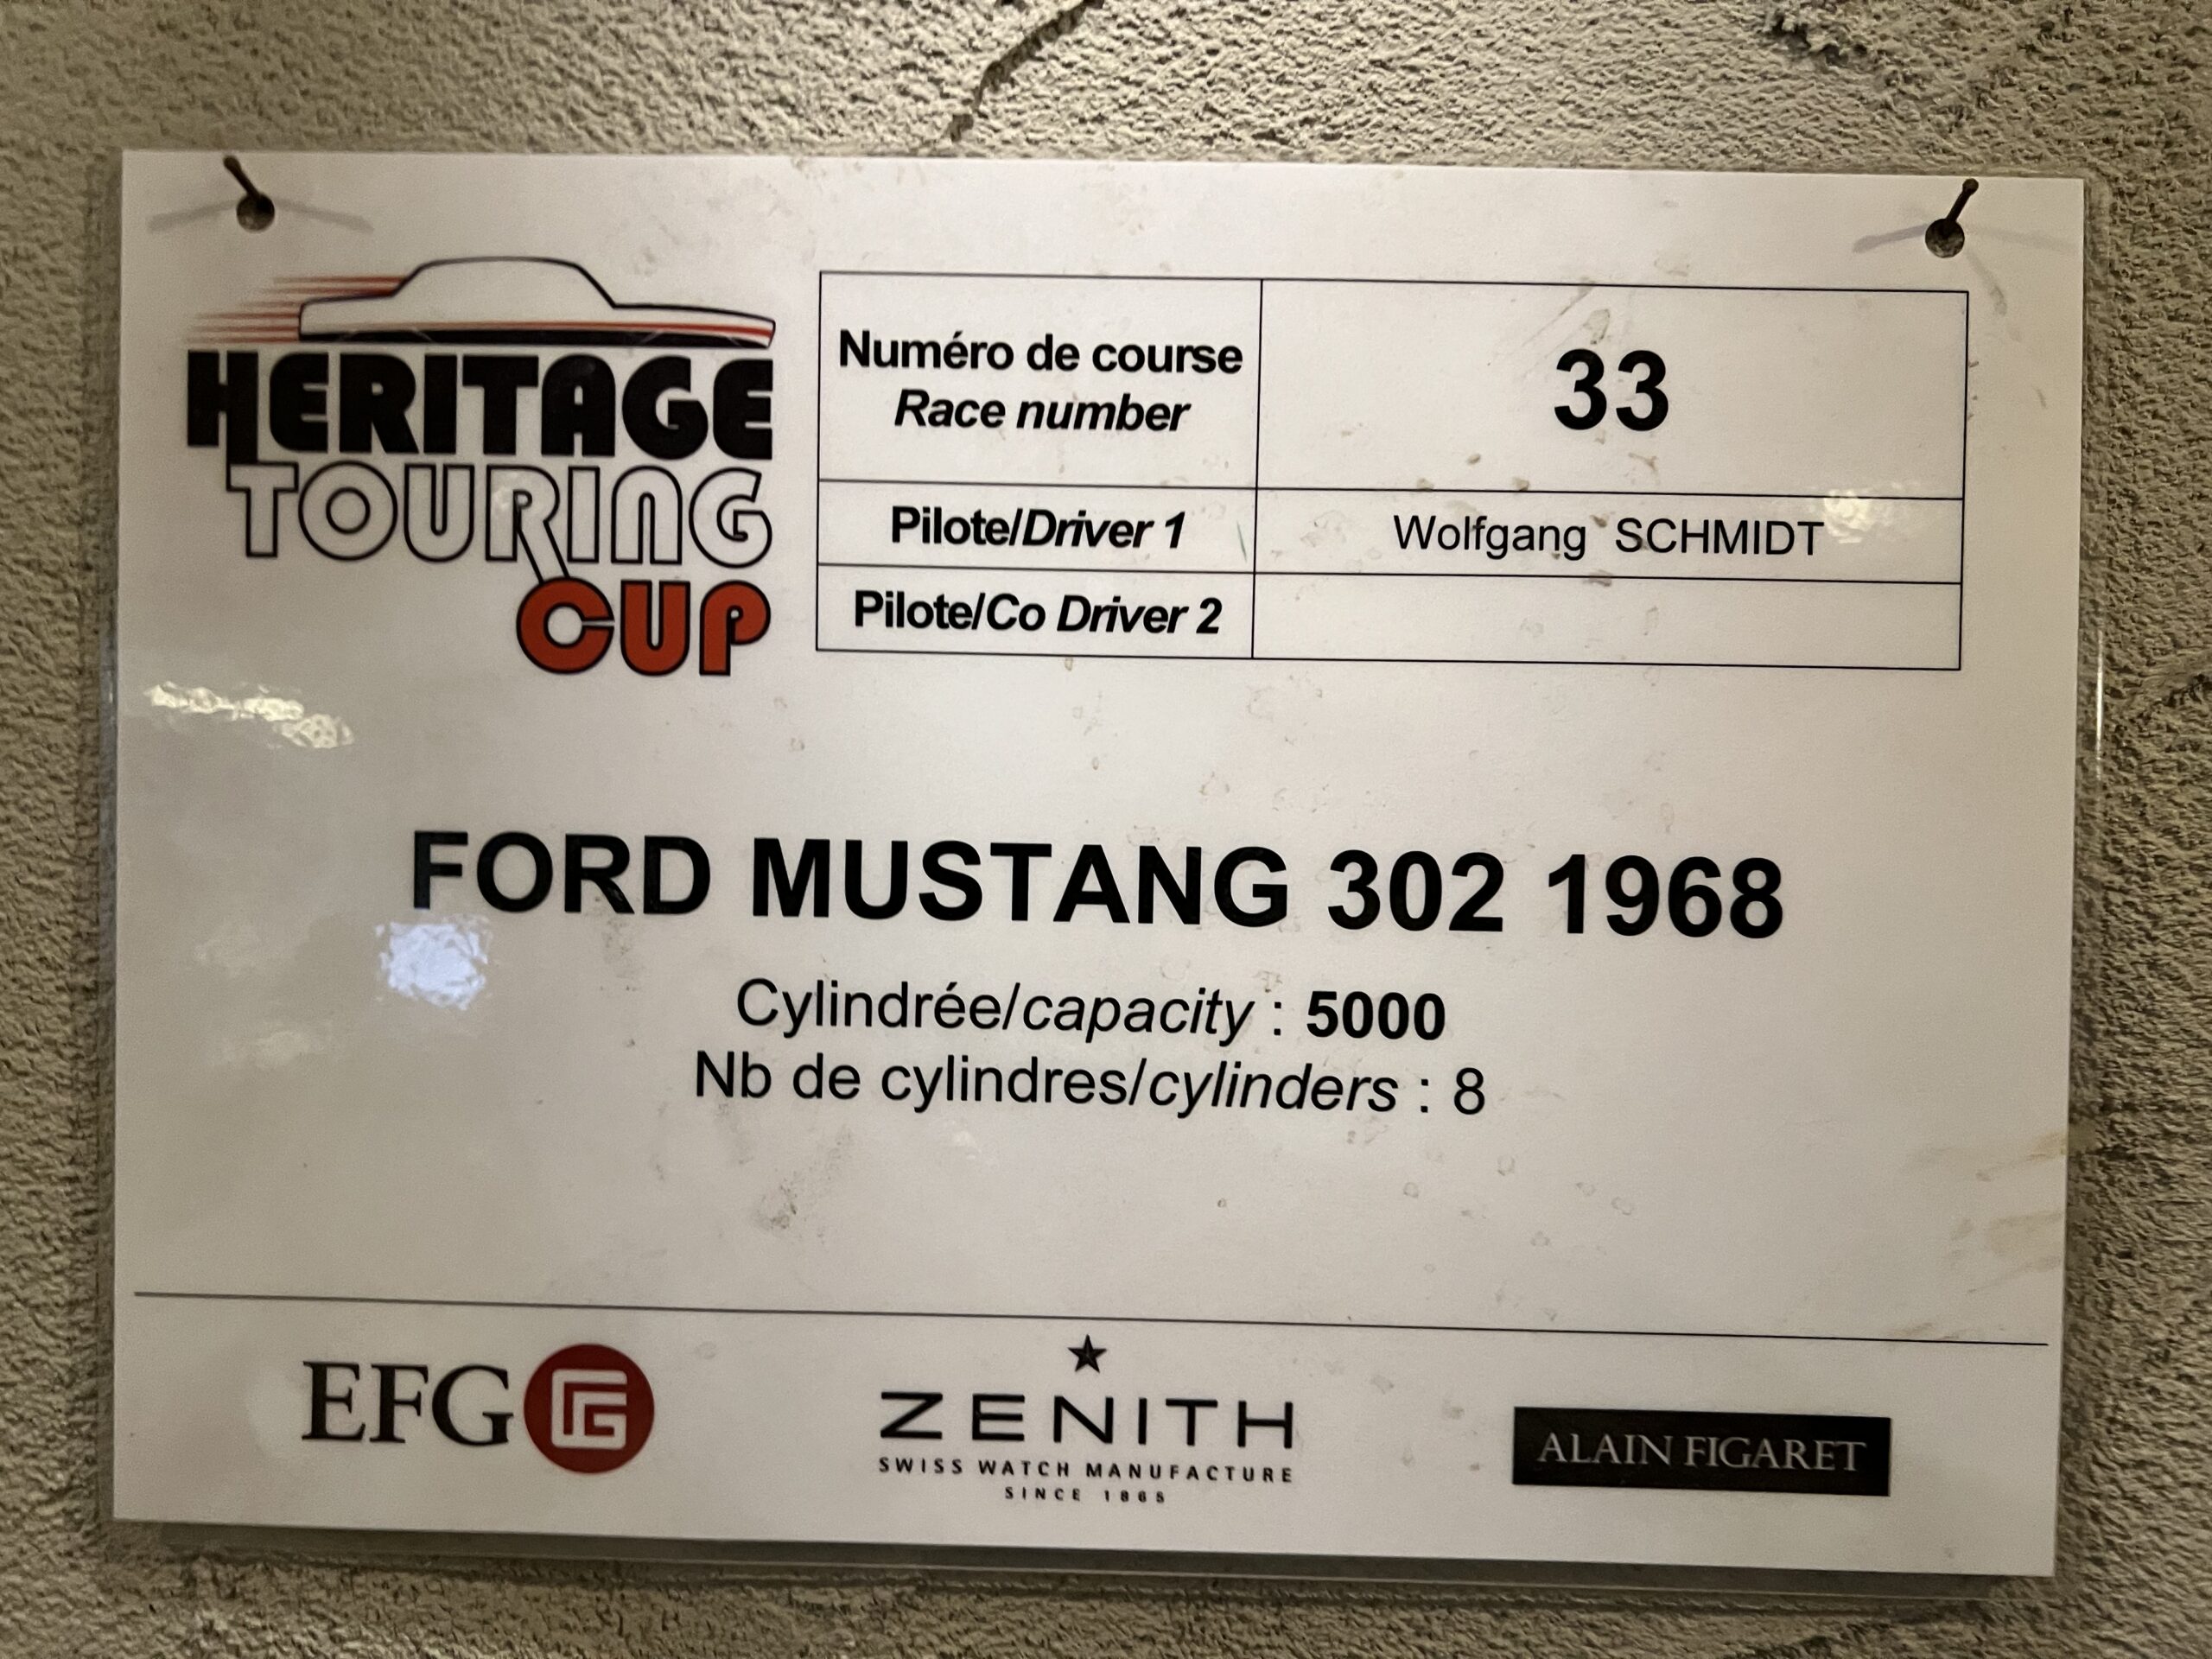 HERITAGE
TOURING
CUP
Numéro de course
Race number
33
Pilote/Driver 1
Wolfgang SCHMIDT
Pilote/Co Driver 2
FORD MUSTANG 302 1968
Cylindrée/capacity : 5000
Nb de cylindres/cylinders : 8
EFG
ZENITH
SWISS WATCH MANUFACTURE
SINCE 1865
ALAIN FIGARET